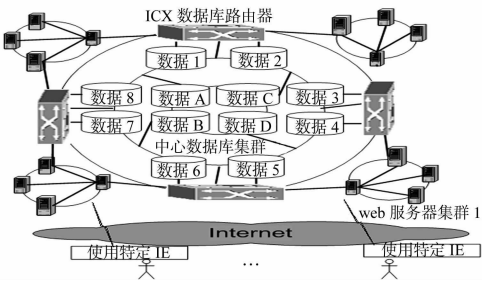 ICX 数据库路由器
数据 1
数据 2
数据 8
数据 A
数据 C
数据 3
数据 7
数据 B
数据 D
数据 4
中心数据库集群
数据 6
数据 5
web 服务器集群 1
Internet
使用特定 IE
...
使用特定 IE